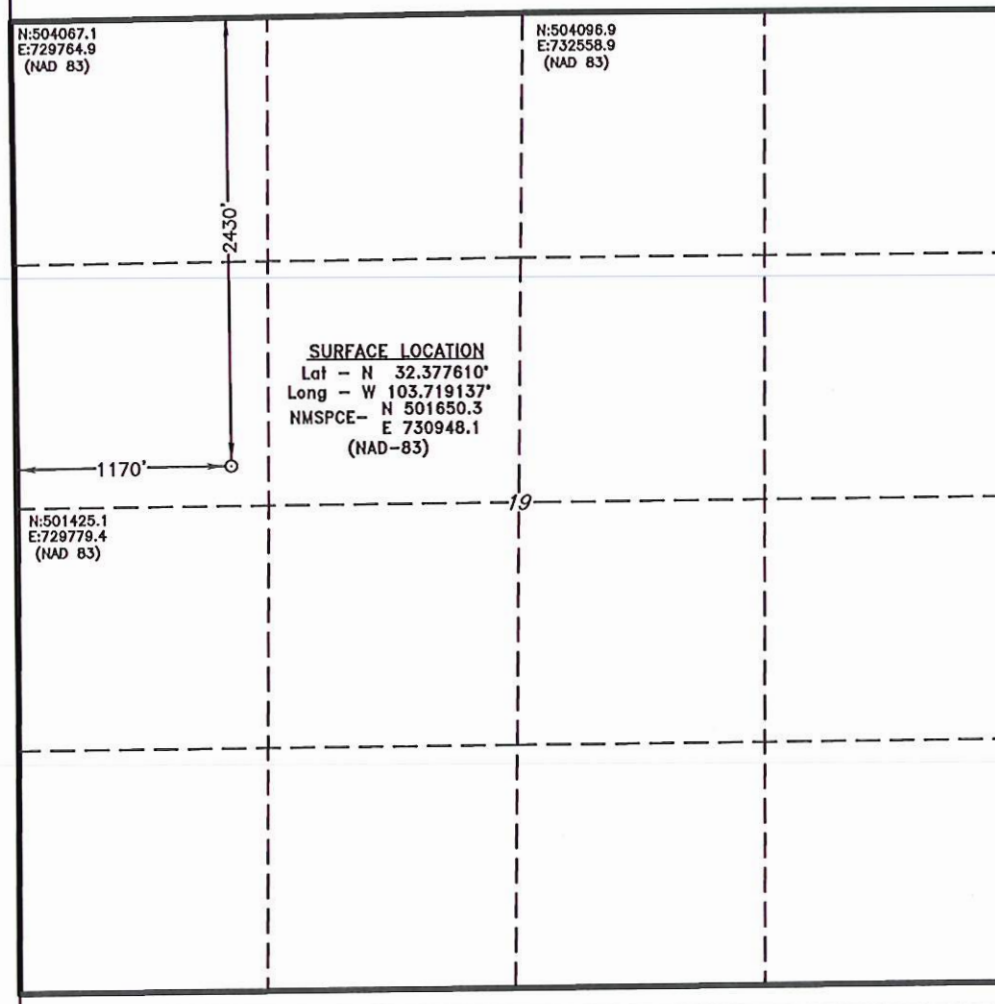 N:504067.1
E:729764.9
(NAD 83)
N:504096.9
E:732558.9
(NAD 83)
2430'
SURFACE LOCATION
Lat - N 32.377610°
Long - W 103.719137°
NMSPCE- N 501650.3
E 730948.1
(NAD-83)
1170'
19
N:501425.1
E:729779.4
(NAD 83)